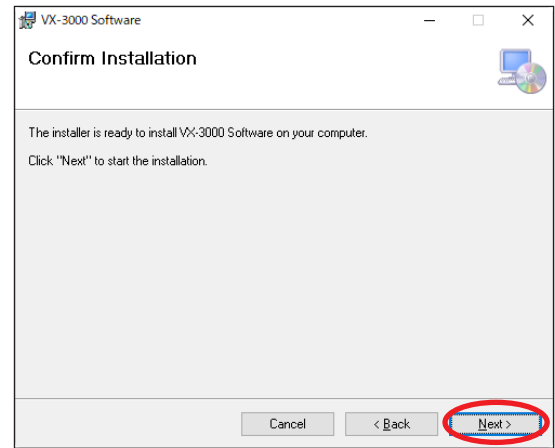 VX-3000 Software
Confirm Installation
The installer is ready to install VX-3000 Software on your computer.
Click "Next" to start the installation.
Cancel
< Back
Next >